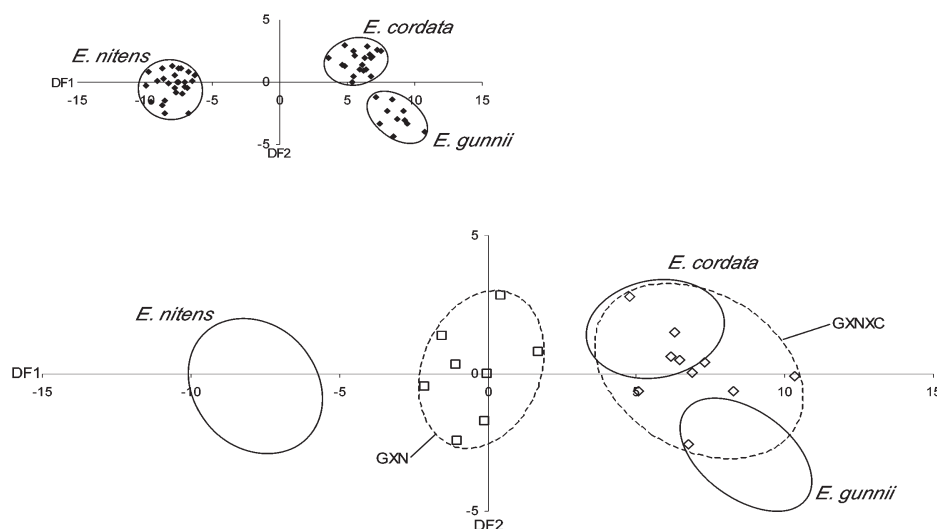 5
E. cordata
E. nitens
DF1
-15 -10 -5 0 5 10 15
E. gunnii
-5
DF2
5
E. cordata
E. nitens
GXNXC
DF1
-15 -10 -5 0 5 10 15
GXN
E. gunnii
-5
DF2